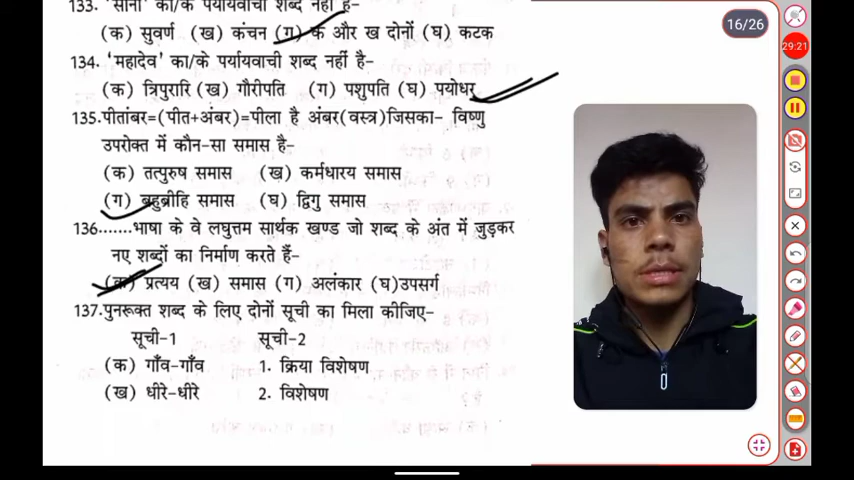 133. 'सोना' का/के पर्यायवाची शब्द नहीं है-
(क) सुवर्ण (ख) कंचन (ग) क और ख दोनों (घ) कटक
134. 'महादेव' का/के पर्यायवाची शब्द नहीं है-
(क) त्रिपुरारि (ख) गौरीपति (ग) पशुपति (घ) पयोधर
135.पीतांबर=(पीत+अंबर)=पीला है अंबर(वस्त्र)जिसका- विष्णु
उपरोक्त में कौन-सा समास है-
(क) तत्पुरुष समास (ख) कर्मधारय समास
(ग) बहुब्रीहि समास (घ) द्विगु समास
136.......भाषा के वे लघुत्तम सार्थक खण्ड जो शब्द के अंत में जुड़कर
नए शब्दों का निर्माण करते हैं-
(क) प्रत्यय (ख) समास (ग) अलंकार (घ)उपसर्ग
137.पुनरूक्त शब्द के लिए दोनों सूची का मिला कीजिए-
सूची-1 सूची-2
(क) गाँव-गाँव 1. क्रिया विशेषण
(ख) धीरे-धीरे 2. विशेषण
16/26
29:21